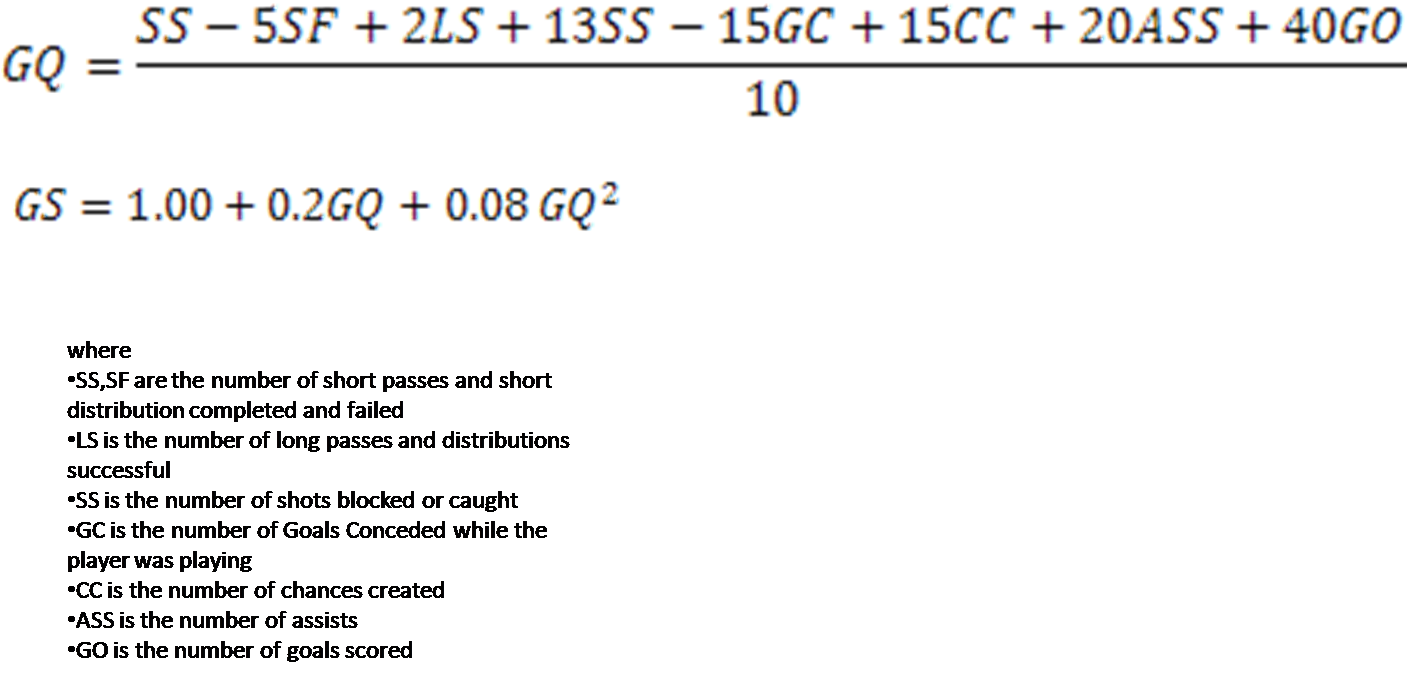 GQ = SS − 5SF + 2LS + 13SS − 15GC + 15CC + 20ASS + 40GO
10
GS = 1.00 + 0.2GQ + 0.08 GQ²
where
•SS,SF are the number of short passes and short
distribution completed and failed
•LS is the number of long passes and distributions
successful
•SS is the number of shots blocked or caught
•GC is the number of Goals Conceded while the
player was playing
•CC is the number of chances created
•ASS is the number of assists
•GO is the number of goals scored